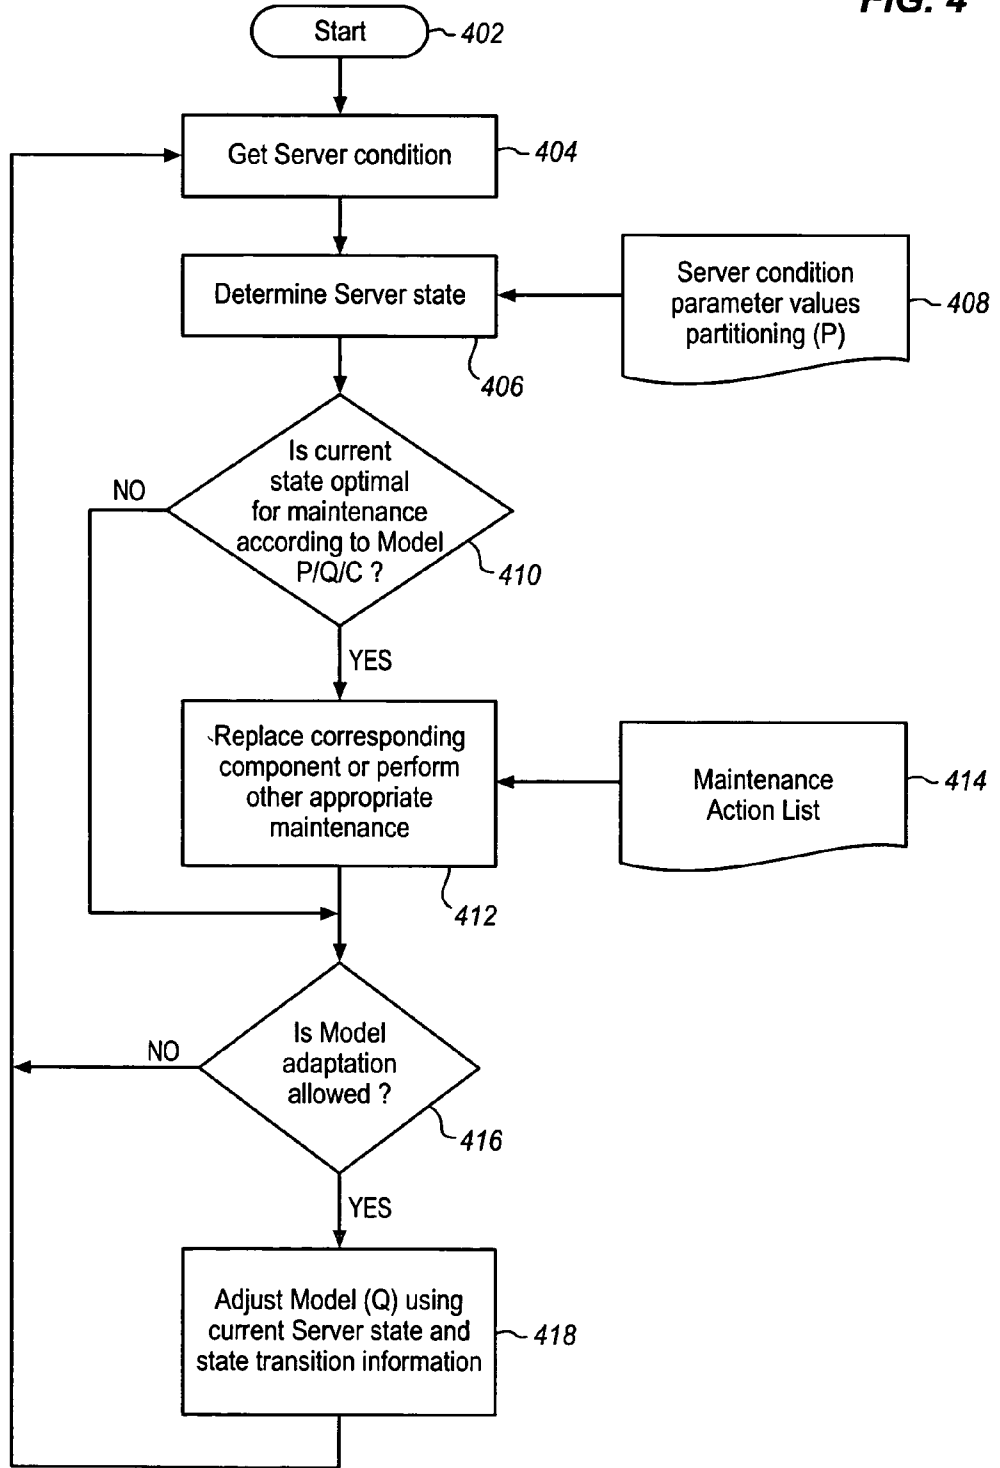 FIG. 4
Start
402
Get Server condition
404
Determine Server state
406
Server condition
parameter values
partitioning (P)
408
Is current
state optimal
for maintenance
according to Model
P/Q/C ?
410
NO
YES
Replace corresponding
component or perform
other appropriate
maintenance
412
Maintenance
Action List
414
Is Model
adaptation
allowed ?
416
NO
YES
Adjust Model (Q) using
current Server state and
state transition information
418